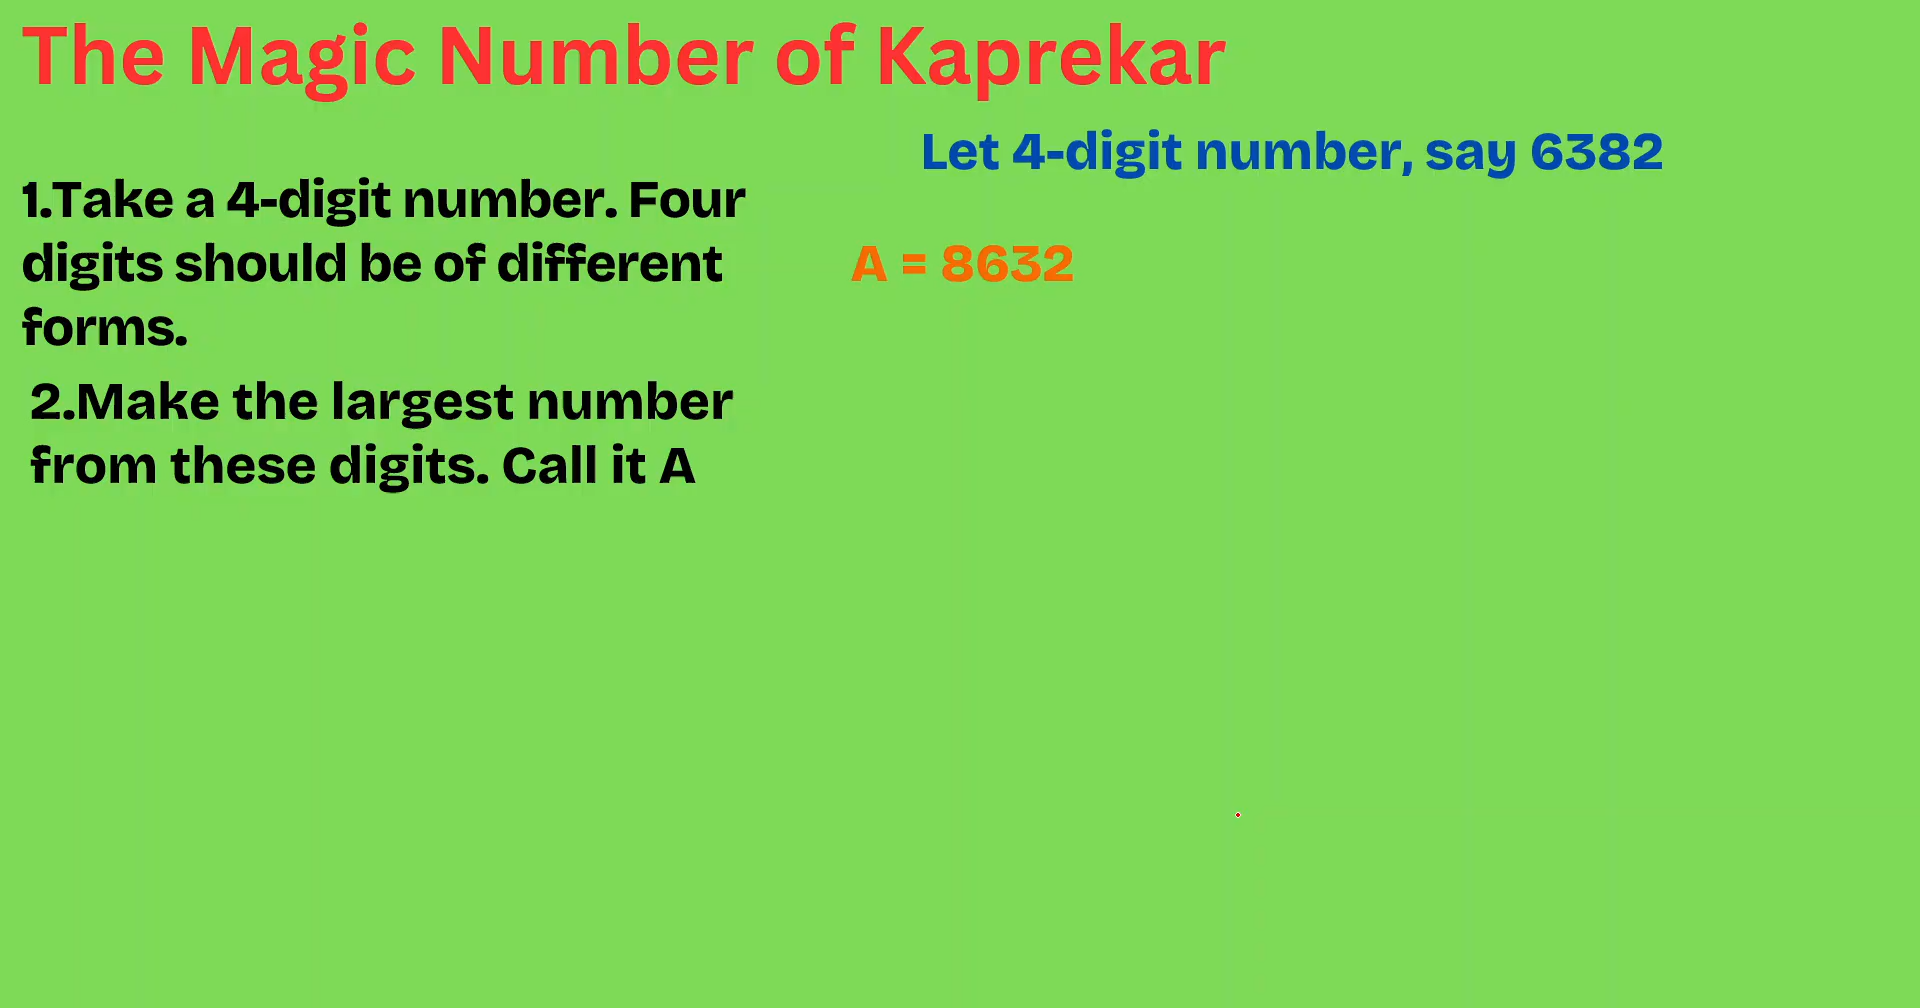 The Magic Number of Kaprekar
Let 4-digit number, say 6382
1.Take a 4-digit number. Four
digits should be of different
forms.
A = 8632
2.Make the largest number
from these digits. Call it A